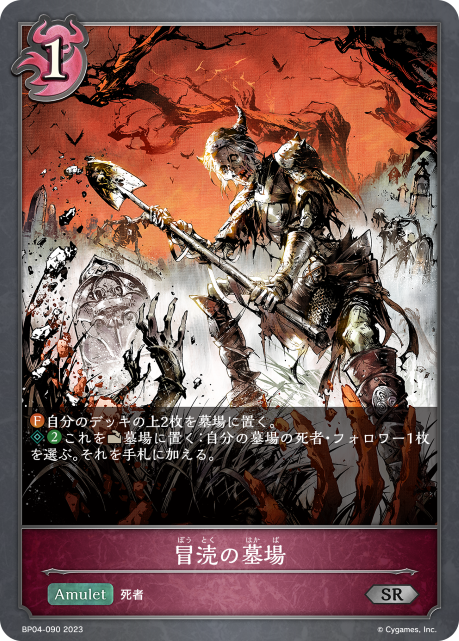 1
F 自分のデッキの上2枚を墓場に置く。
2 これを墓場に置く:自分の墓場の死者・フォロワー1枚
を選ぶ。それを手札に加える。
ぼうとく はかば
冒涜の墓場
Amulet 死者
SR
BP04-090 2023
© Cygames, Inc.